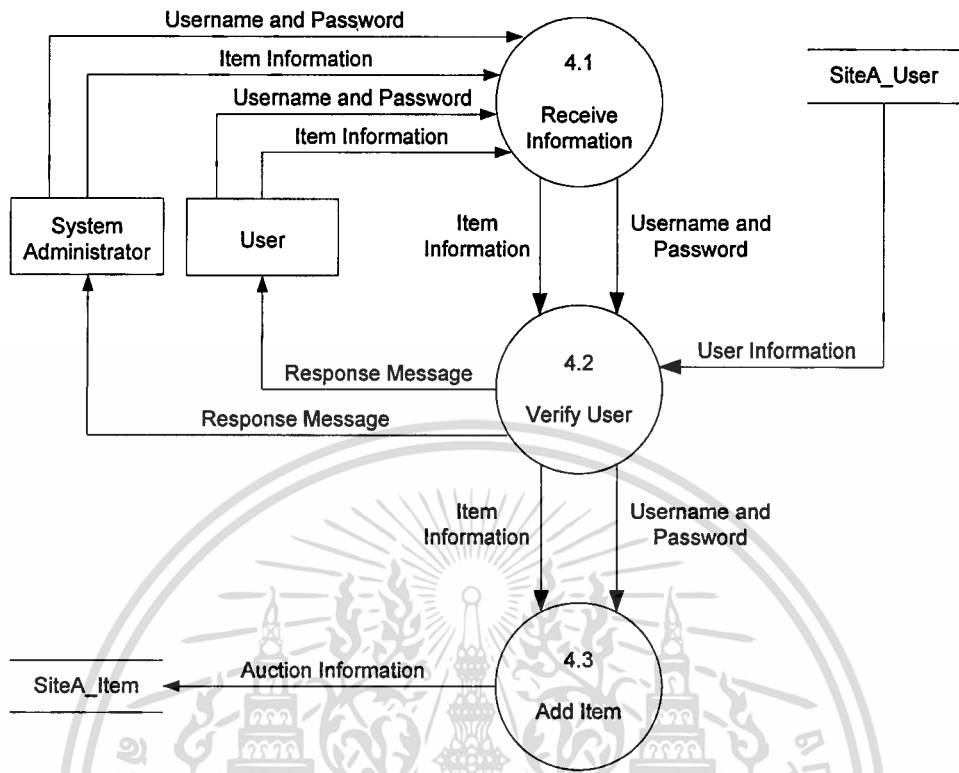 Username and Password
Item Information
Username and Password
Item Information
4.1
Receive
Information
SiteA_User
System
Administrator
User
Item
Information
Username and
Password
4.2
Verify User
User Information
Response Message
Response Message
Item
Information
Username and
Password
4.3
Add Item
Auction Information
SiteA_Item